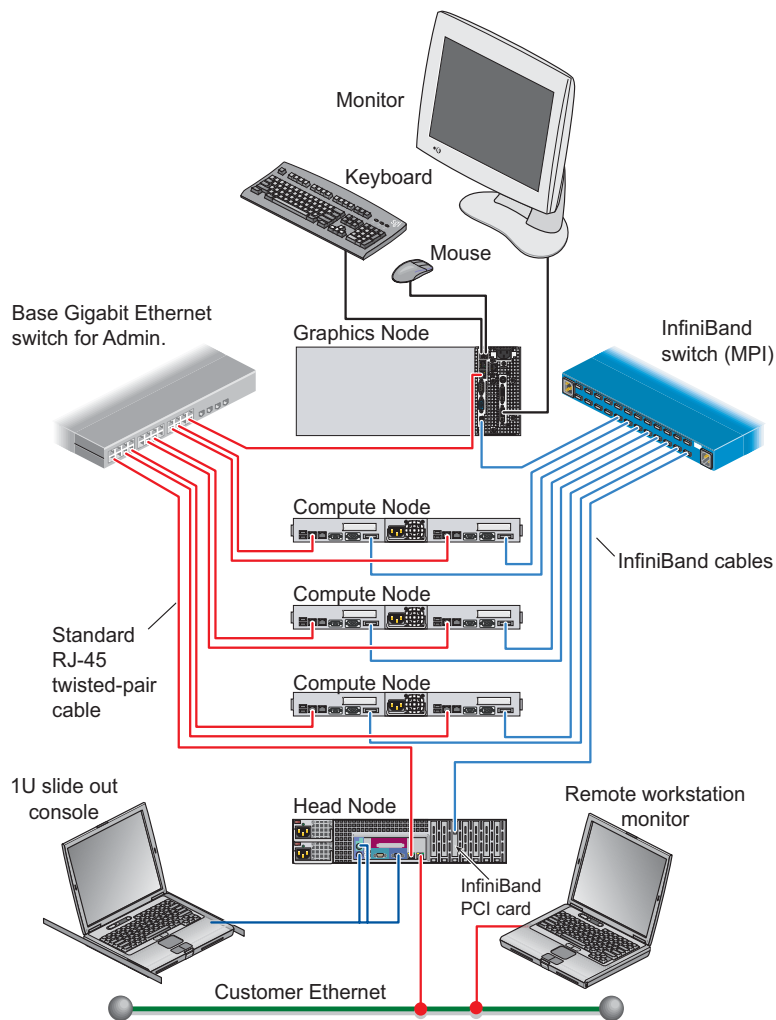 Monitor
Keyboard
Mouse
Base Gigabit Ethernet
switch for Admin.
Graphics Node
InfiniBand
switch (MPI)
Compute Node
InfiniBand cables
Compute Node
Standard
RJ-45
twisted-pair
cable
Compute Node
1U slide out
console
Head Node
Remote workstation
monitor
InfiniBand
PCI card
Customer Ethernet